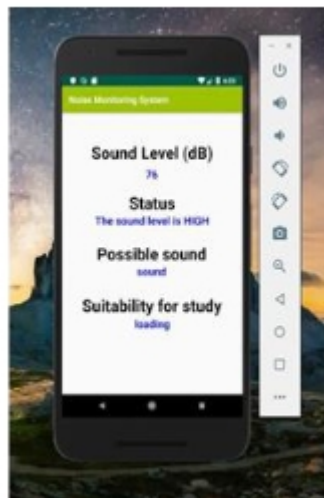 Noise Monitoring System
Sound Level (dB)
76
Status
The sound level is HIGH
Possible sound
sound
Suitability for study
loading